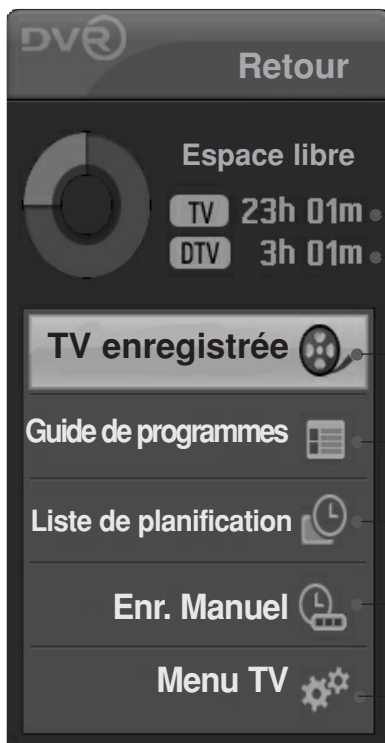 DVR
Retour
Espace libre
TV 23h 01m
DTV 3h 01m
TV enregistrée
Guide de programmes
Liste de planification
Enr. Manuel
Menu TV